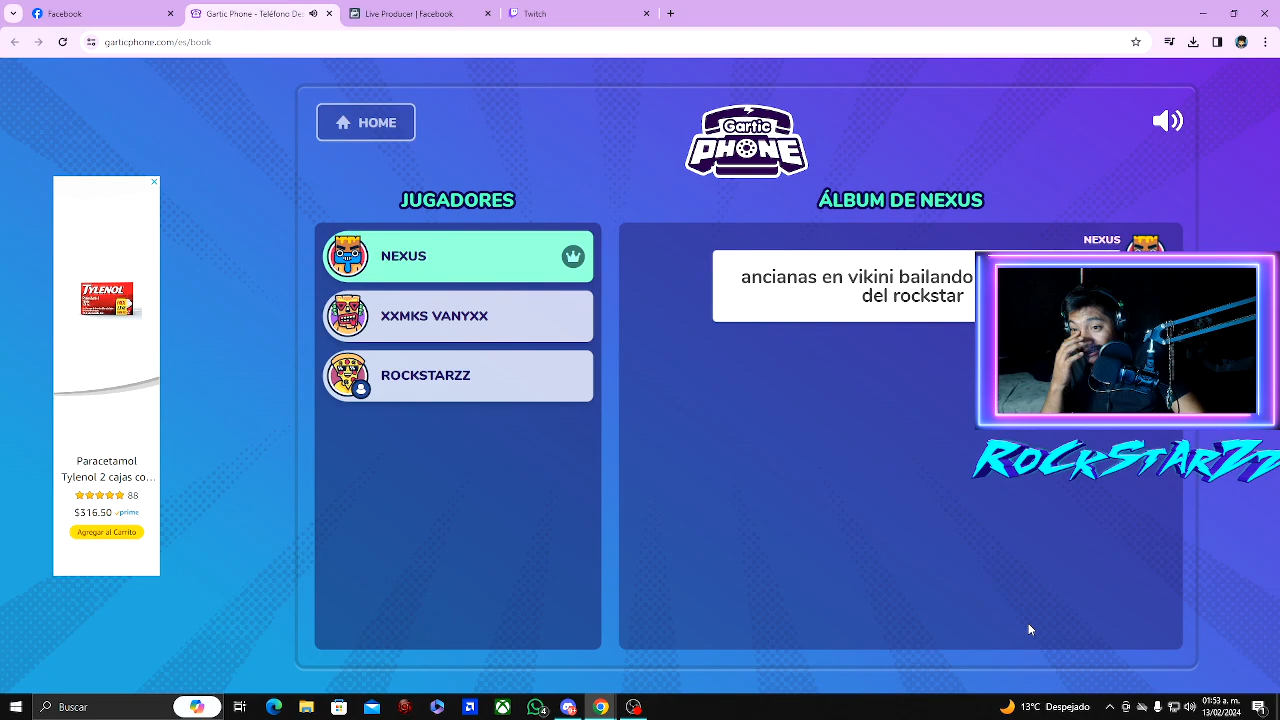 Facebook
Gartic Phone - Teléfono Des
Live Producer | Facebook
Twitch
garticphone.com/es/book
HOME
Gartic
PHONE
JUGADORES
ÁLBUM DE NEXUS
NEXUS
XXMKS VANYXX
ROCKSTARZZ
NEXUS
ancianas en vikini bailando
del rockstar
ROCKSTARZZ
TYLENOL
Paracetamol
Tylenol 2 cajas co...
88
$316.50 prime
Agregar al Carrito
Buscar
4
13°C Despejado
01:53 a. m.
13/02/2024